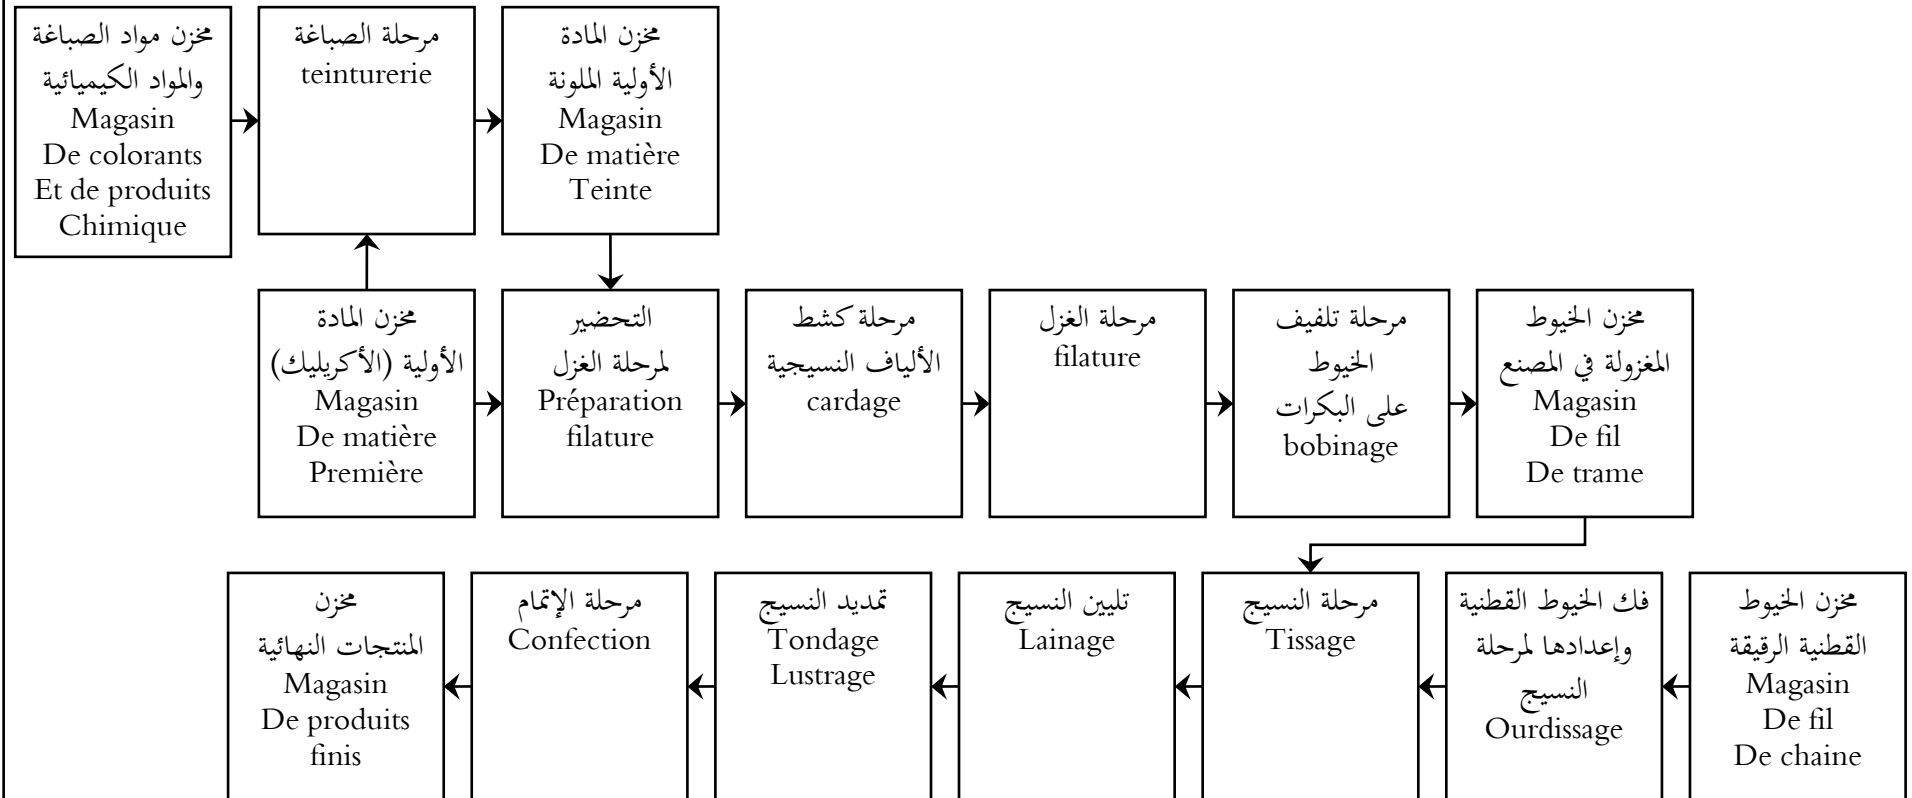 مخزن مواد الصباغة
والمواد الكيميائية
Magasin
De colorants
Et de produits
Chimique
مرحلة الصباغة
teinturerie
مخزن المادة
الأولية الملونة
Magasin
De matière
Teinte
مخزن المادة
الأولية (الأكريليك)
Magasin
De matière
Première
التحضير
لمرحلة الغزل
Préparation
filature
مرحلة كشط
الألياف النسيجية
cardage
مرحلة الغزل
filature
مرحلة تلفيف
الخيوط
على البكرات
bobinage
مخزن الخيوط
المغزولة في المصنع
Magasin
De fil
De trame
مخزن
المنتجات النهائية
Magasin
De produits
finis
مرحلة الإتمام
Confection
تمديد النسيج
Tondage
Lustrage
تليين النسيج
Lainage
مرحلة النسيج
Tissage
فك الخيوط القطنية
وإعدادها لمرحلة
النسيج
Ourdissage
مخزن الخيوط
القطنية الرقيقة
Magasin
De fil
De chaine